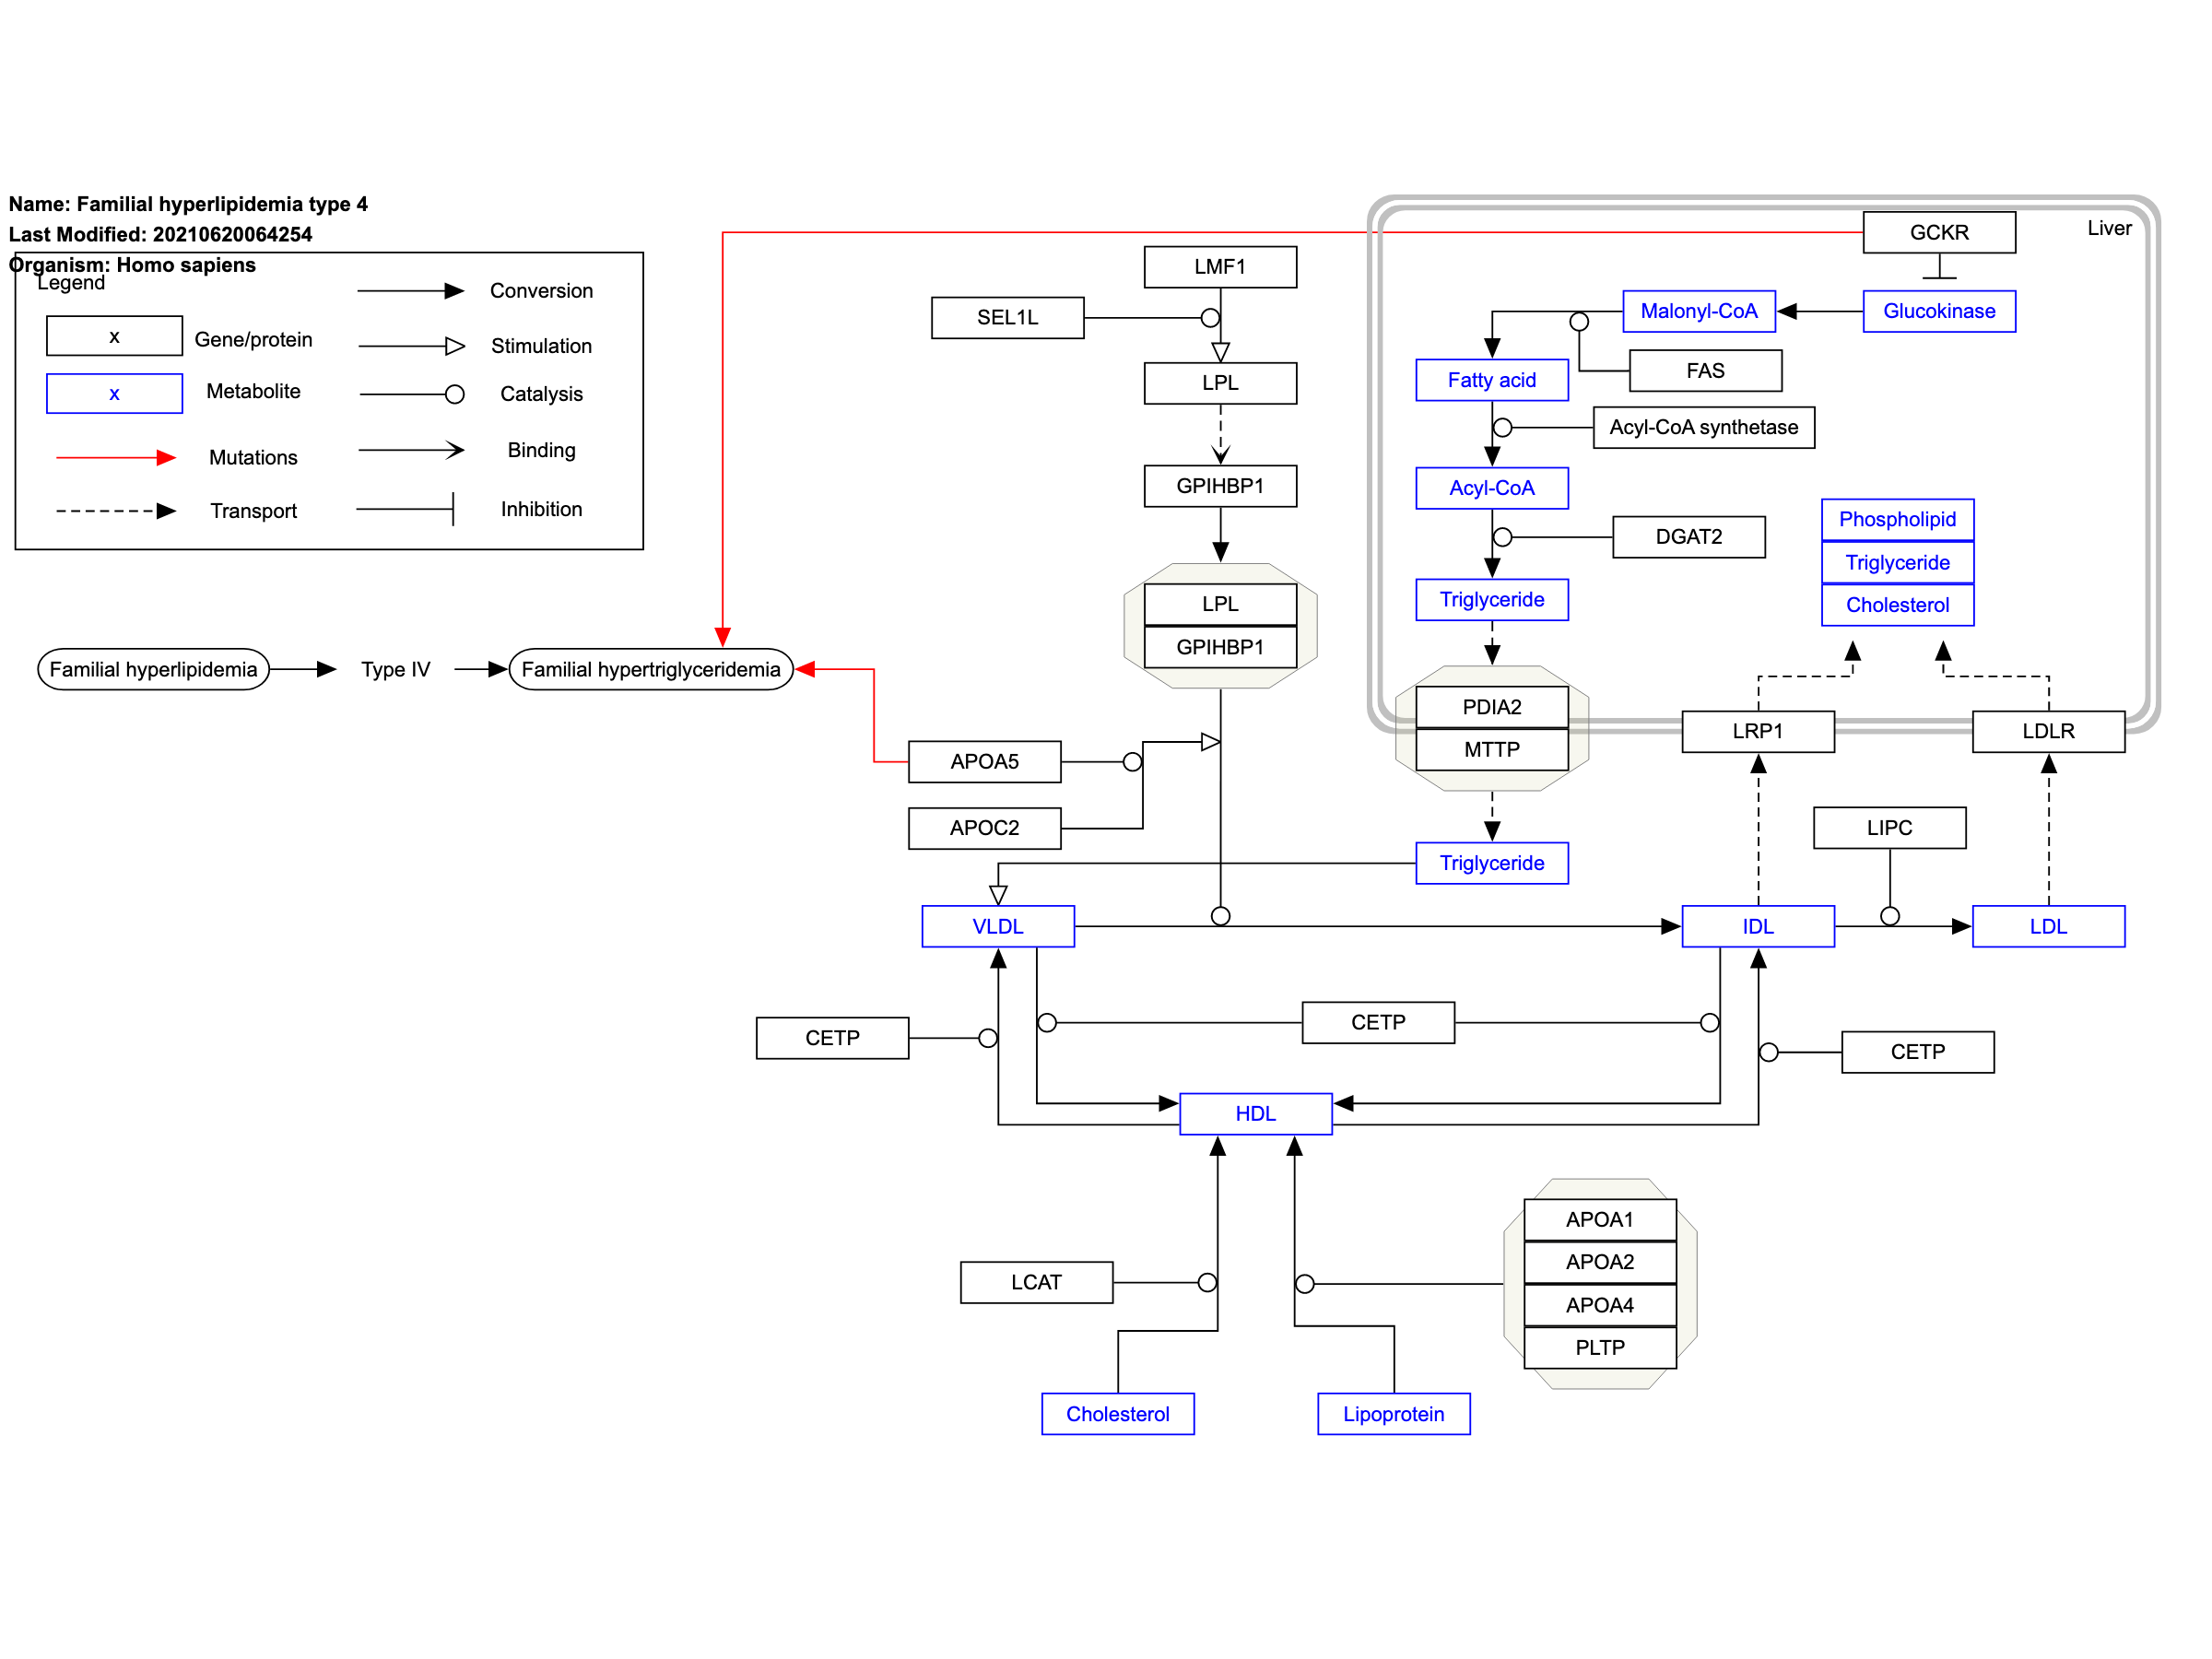 Name: Familial hyperlipidemia type 4
Last Modified: 20210620064254
Organism: Homo sapiens
Legend
Conversion
x
Gene/protein
Stimulation
x
Metabolite
Catalysis
Mutations
Binding
Transport
Inhibition
Familial hyperlipidemia
Type IV
Familial hypertriglyceridemia
LMF1
SEL1L
LPL
GPIHBP1
LPL
GPIHBP1
APOA5
APOC2
GCKR
Liver
Malonyl-CoA
Glucokinase
FAS
Fatty acid
Acyl-CoA synthetase
Acyl-CoA
DGAT2
Triglyceride
Phospholipid
Triglyceride
Cholesterol
PDIA2
MTTP
LRP1
LDLR
Triglyceride
LIPC
VLDL
IDL
LDL
CETP
CETP
CETP
HDL
LCAT
APOA1
APOA2
APOA4
PLTP
Cholesterol
Lipoprotein